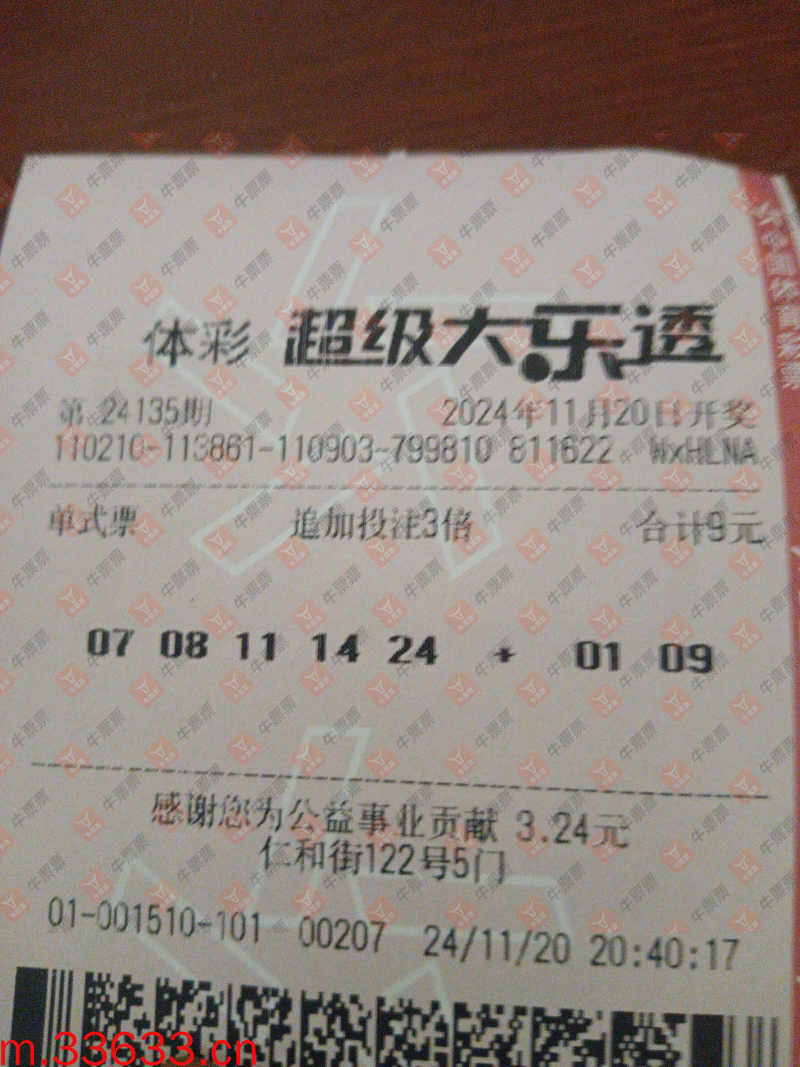 体彩 超级大乐透
第 24135期 2024年11月20日开奖
110210-113861-110903-799810 811622 WxHLNA
单式票 追加投注3倍 合计9元
07 08 11 14 24 + 01 09
感谢您为公益事业贡献 3.24元
仁和街122号5门
01-001510-101 00207 24/11/20 20:40:17
m.33633.cn
牛票票